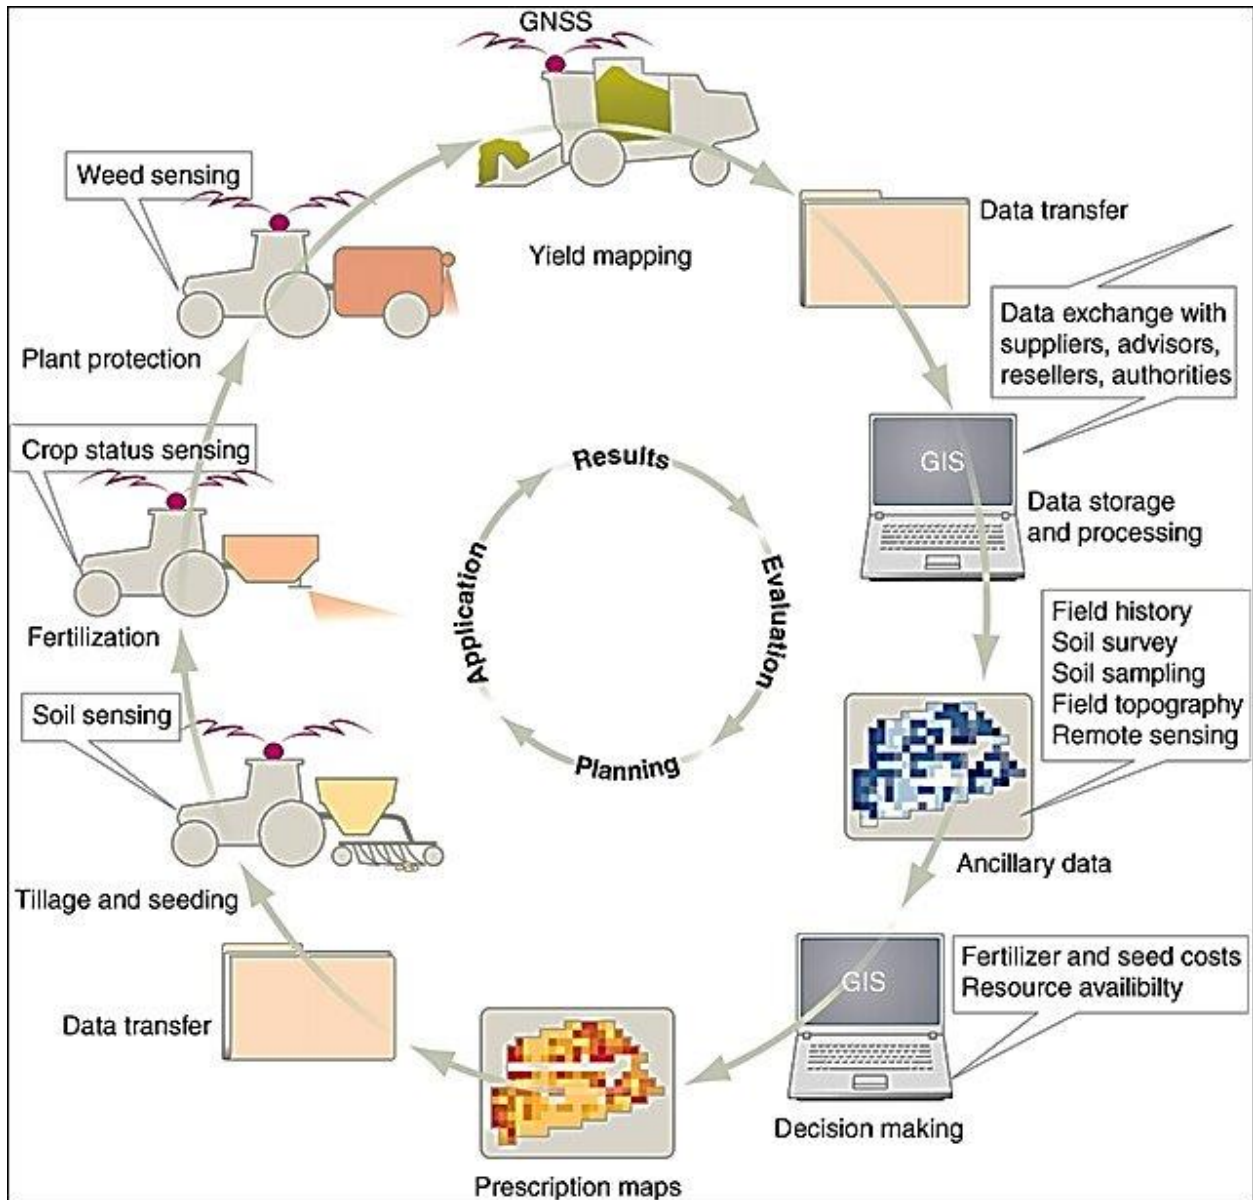 GNSS
Weed sensing
Data transfer
Yield mapping
Data exchange with
suppliers, advisors,
resellers, authorities
Plant protection
Crop status sensing
GIS
Data storage
and processing
Results
Evaluation
Planning
Application
Fertilization
Field history
Soil survey
Soil sampling
Field topography
Remote sensing
Soil sensing
Ancillary data
Tillage and seeding
GIS
Fertilizer and seed costs
Resource availibilty
Data transfer
Decision making
Prescription maps